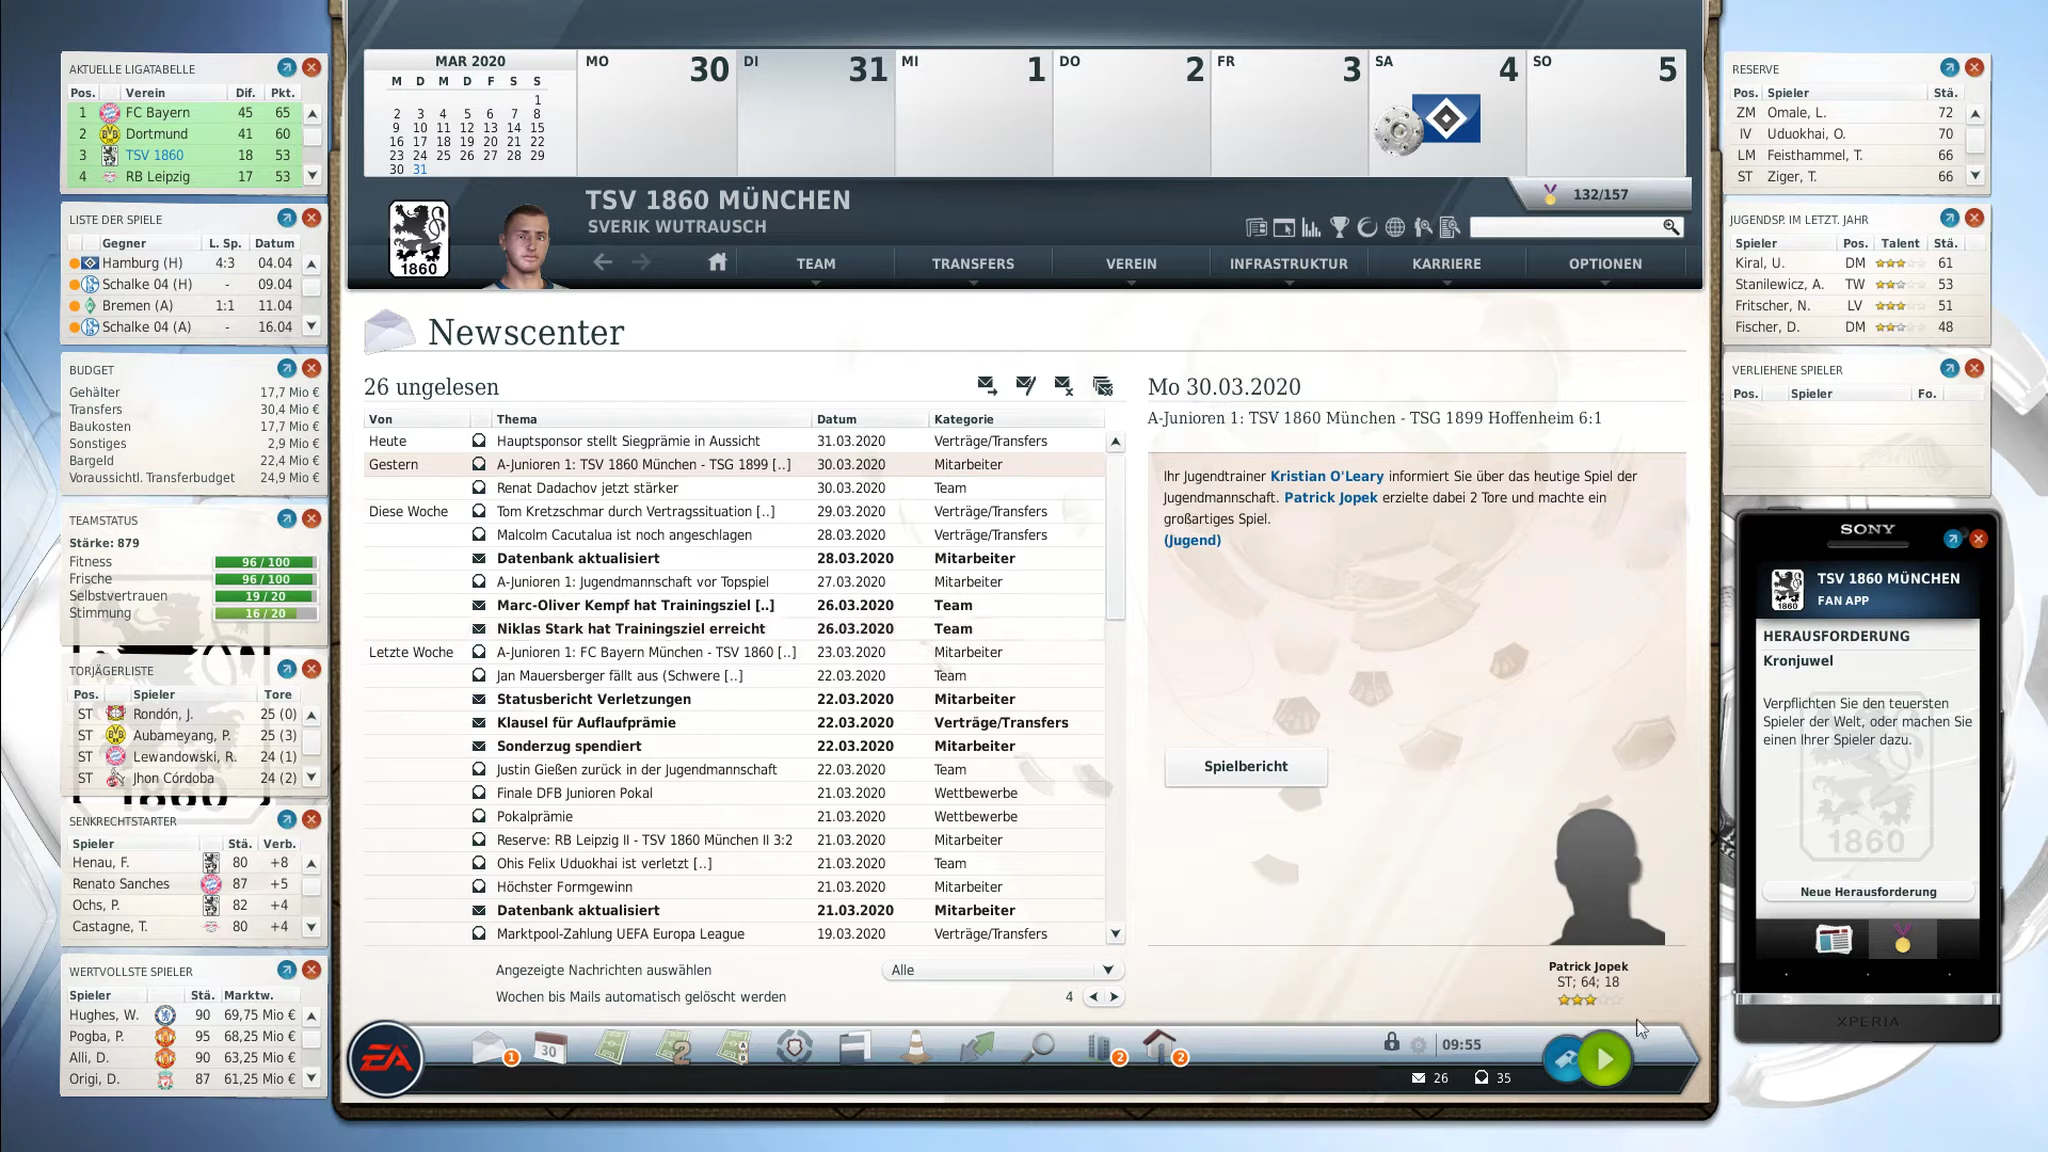 AKTUELLE LIGATABELLE
Pos. Verein Dif. Pkt.
1 FC Bayern 45 65
2 Dortmund 41 60
3 TSV 1860 18 53
4 RB Leipzig 17 53
LISTE DER SPIELE
Gegner L. Sp. Datum
Hamburg (H) 4:3 04.04
Schalke 04 (H) - 09.04
Bremen (A) 1:1 11.04
Schalke 04 (A) - 16.04
BUDGET
Gehälter 17,7 Mio €
Transfers 30,4 Mio €
Baukosten 17,7 Mio €
Sonstiges 2,9 Mio €
Bargeld 22,4 Mio €
Voraussichtl. Transferbudget 24,9 Mio €
TEAMSTATUS
Stärke: 879
Fitness 96 / 100
Frische 96 / 100
Selbstvertrauen 19 / 20
Stimmung 16 / 20
TORJÄGERLISTE
Pos. Spieler Tore
ST Rondón, J. 25 (0)
ST Aubameyang, P. 25 (3)
ST Lewandowski, R. 24 (1)
ST Jhon Córdoba 24 (2)
1860
SENKRECHTSTARTER
Spieler Stä. Verb.
Henau, F. 80 +8
Renato Sanches 87 +5
Ochs, P. 82 +4
Castagne, T. 80 +4
WERTVOLLSTE SPIELER
Spieler Stä. Marktw.
Hughes, W. 90 69,75 Mio €
Pogba, P. 95 68,25 Mio €
Alli, D. 90 63,25 Mio €
Origi, D. 87 61,25 Mio €
MAR 2020
M D M F S S
1
2 3 4 5 6 7 8
9 10 11 12 13 14 15
16 17 18 19 20 21 22
23 24 25 26 27 28 29
30 31
MO 30
DI 31
MI 1
DO 2
FR 3
SA 4
SO 5
TSV 1860 MÜNCHEN
SVERIK WUTRAUSCH
1860
132/157
TEAM TRANSFERS VEREIN INFRASTRUKTUR KARRIERE OPTIONEN
Newscenter
26 ungelesen
Von Thema Datum Kategorie
Heute Hauptsponsor stellt Siegprämie in Aussicht 31.03.2020 Verträge/Transfers
Gestern A-Junioren 1: TSV 1860 München - TSG 1899 [..] 30.03.2020 Mitarbeiter
Renat Dadachov jetzt stärker 30.03.2020 Team
Diese Woche Tom Kretzschmar durch Vertragssituation [..] 29.03.2020 Verträge/Transfers
Malcolm Cacutalua ist noch angeschlagen 28.03.2020 Verträge/Transfers
Datenbank aktualisiert 28.03.2020 Mitarbeiter
A-Junioren 1: Jugendmannschaft vor Topspiel 27.03.2020 Mitarbeiter
Marc-Oliver Kempf hat Trainingsziel [..] 26.03.2020 Team
Niklas Stark hat Trainingsziel erreicht 26.03.2020 Team
Letzte Woche A-Junioren 1: FC Bayern München - TSV 1860 [..] 23.03.2020 Mitarbeiter
Jan Mauersberger fällt aus (Schwere [..] 22.03.2020 Team
Statusbericht Verletzungen 22.03.2020 Mitarbeiter
Klausel für Auflaufprämie 22.03.2020 Verträge/Transfers
Sonderzug spendiert 22.03.2020 Mitarbeiter
Justin Gießen zurück in der Jugendmannschaft 22.03.2020 Team
Finale DFB Junioren Pokal 21.03.2020 Wettbewerbe
Pokalprämie 21.03.2020 Wettbewerbe
Reserve: RB Leipzig II - TSV 1860 München II 3:2 21.03.2020 Mitarbeiter
Ohis Felix Uduokhai ist verletzt [..] 21.03.2020 Team
Höchster Formgewinn 21.03.2020 Mitarbeiter
Datenbank aktualisiert 21.03.2020 Mitarbeiter
Marktpool-Zahlung UEFA Europa League 19.03.2020 Verträge/Transfers
Angezeigte Nachrichten auswählen Alle
Wochen bis Mails automatisch gelöscht werden 4
Mo 30.03.2020
A-Junioren 1: TSV 1860 München - TSG 1899 Hoffenheim 6:1
Ihr Jugendtrainer Kristian O'Leary informiert Sie über das heutige Spiel der
Jugendmannschaft. Patrick Jopek erzielte dabei 2 Tore und machte ein
großartiges Spiel.
(Jugend)
Spielbericht
Patrick Jopek
ST; 64; 18
EA
1
30
2
2
2
09:55
26 35
RESERVE
Pos. Spieler Stä.
ZM Omale, L. 72
IV Uduokhai, O. 70
LM Feisthammel, T. 66
ST Ziger, T. 66
JUGENDSP. IM LETZT. JAHR
Spieler Pos. Talent Stä.
Kiral, U. DM 61
Stanilewicz, A. TW 53
Fritscher, N. LV 51
Fischer, D. DM 48
VERLIEHENE SPIELER
Pos. Spieler Fo.
SONY
TSV 1860 MÜNCHEN
FAN APP
1860
HERAUSFORDERUNG
Kronjuwel
Verpflichten Sie den teuersten
Spieler der Welt, oder machen Sie
einen Ihrer Spieler dazu.
1860
Neue Herausforderung
XPERIA